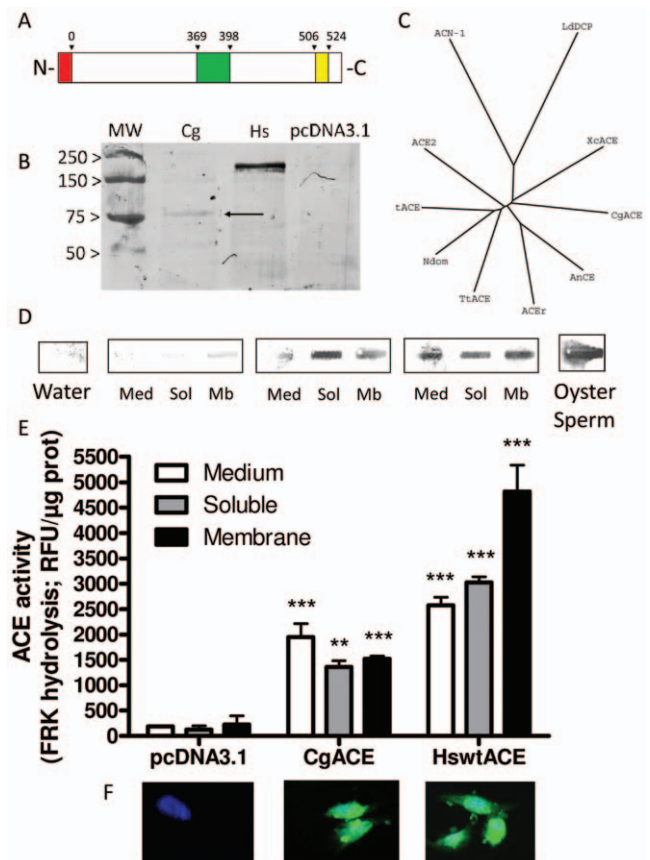 A
0 369 398 506 524
N- -C
C
ACN-1
LdDCP
ACE2
XcACE
tACE
CgACE
Ndom
AnCE
TtACE
ACEr
B
MW Cg Hs pcDNA3.1
250 >
150 >
75 >
50 >
D
Water
Med Sol Mb
Med Sol Mb
Med Sol Mb
Oyster
Sperm
E
ACE activity
(FRK hydrolysis; RFU/µg prot)
5500
5000
4500
4000
3500
3000
2500
2000
1500
1000
500
0
Medium
Soluble
Membrane
*** ** ***
*** *** ***
pcDNA3.1 CgACE HswtACE
F